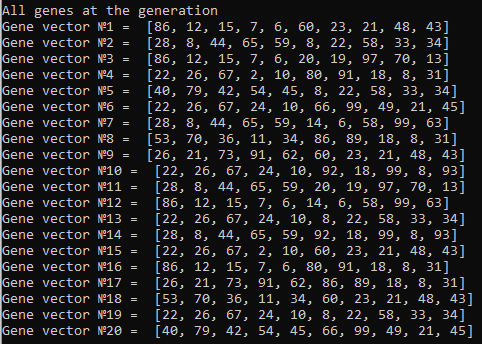 All genes at the generation
Gene vector №1 =  [86, 12, 15, 7, 6, 60, 23, 21, 48, 43]
Gene vector №2 =  [28, 8, 44, 65, 59, 8, 22, 58, 33, 34]
Gene vector №3 =  [86, 12, 15, 7, 6, 20, 19, 97, 70, 13]
Gene vector №4 =  [22, 26, 67, 2, 10, 80, 91, 18, 8, 31]
Gene vector №5 =  [40, 79, 42, 54, 45, 8, 22, 58, 33, 34]
Gene vector №6 =  [22, 26, 67, 24, 10, 66, 99, 49, 21, 45]
Gene vector №7 =  [28, 8, 44, 65, 59, 14, 6, 58, 99, 63]
Gene vector №8 =  [53, 70, 36, 11, 34, 86, 89, 18, 8, 31]
Gene vector №9 =  [26, 21, 73, 91, 62, 60, 23, 21, 48, 43]
Gene vector №10 =  [22, 26, 67, 24, 10, 92, 18, 99, 8, 93]
Gene vector №11 =  [28, 8, 44, 65, 59, 20, 19, 97, 70, 13]
Gene vector №12 =  [86, 12, 15, 7, 6, 14, 6, 58, 99, 63]
Gene vector №13 =  [22, 26, 67, 24, 10, 8, 22, 58, 33, 34]
Gene vector №14 =  [28, 8, 44, 65, 59, 92, 18, 99, 8, 93]
Gene vector №15 =  [22, 26, 67, 2, 10, 60, 23, 21, 48, 43]
Gene vector №16 =  [86, 12, 15, 7, 6, 80, 91, 18, 8, 31]
Gene vector №17 =  [26, 21, 73, 91, 62, 86, 89, 18, 8, 31]
Gene vector №18 =  [53, 70, 36, 11, 34, 60, 23, 21, 48, 43]
Gene vector №19 =  [22, 26, 67, 24, 10, 8, 22, 58, 33, 34]
Gene vector №20 =  [40, 79, 42, 54, 45, 66, 99, 49, 21, 45]